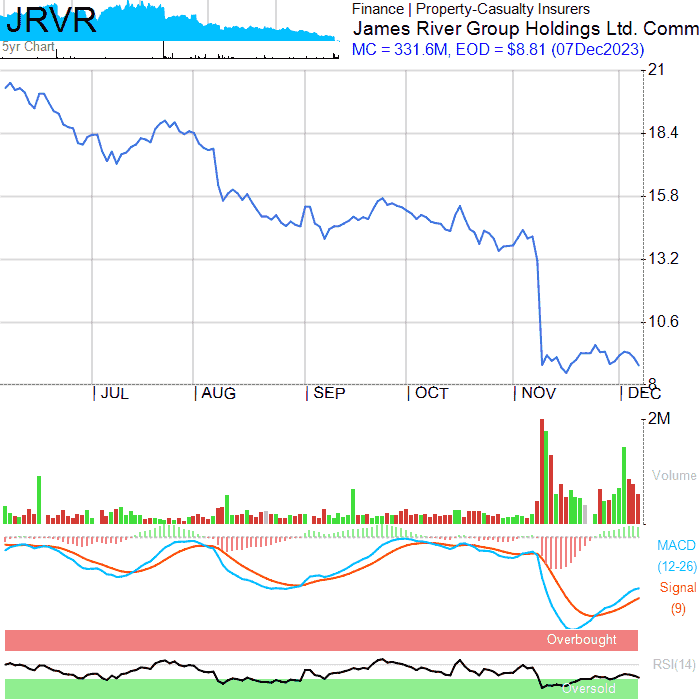 JRVR
5yr Chart
Finance | Property-Casualty Insurers
James River Group Holdings Ltd. Comm
MC = 331.6M, EOD = $8.81 (07Dec2023)
21
18.4
15.8
13.2
10.6
8
JUL AUG SEP OCT NOV DEC
2M
Volume
MACD
(12-26)
Signal
(9)
Overbought
RSI(14)
Oversold